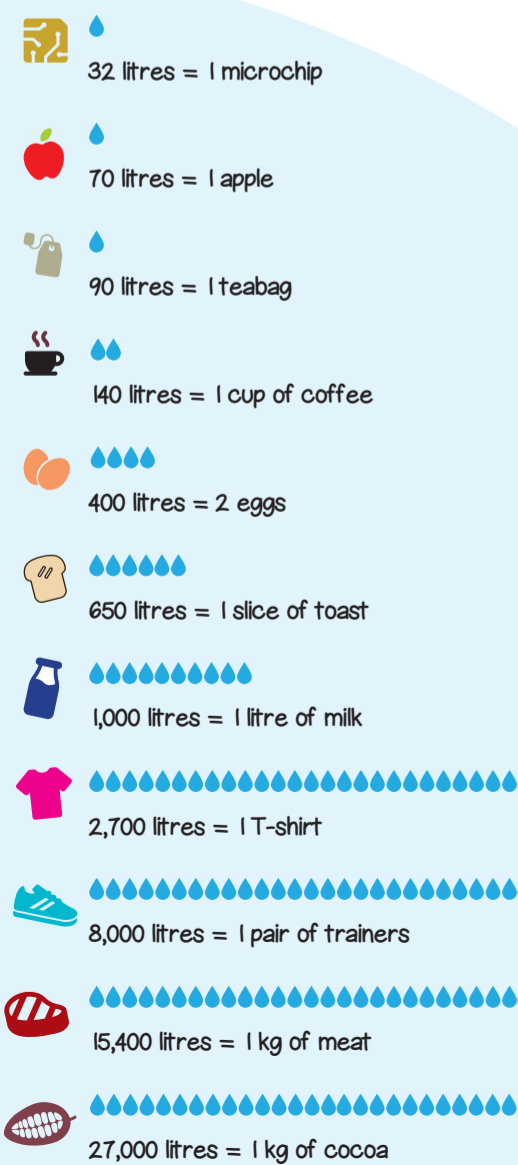 32 litres = 1 microchip
70 litres = 1 apple
90 litres = 1 teabag
140 litres = 1 cup of coffee
400 litres = 2 eggs
650 litres = 1 slice of toast
1,000 litres = 1 litre of milk
2,700 litres = 1 T-shirt
8,000 litres = 1 pair of trainers
15,400 litres = 1 kg of meat
27,000 litres = 1 kg of cocoa